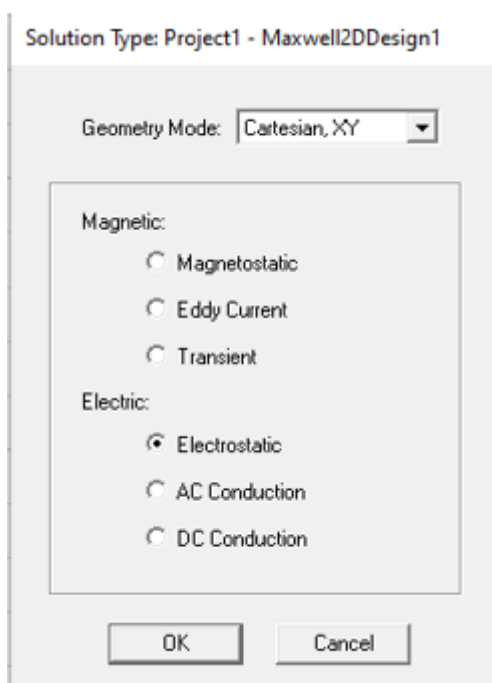 Solution Type: Project1 - Maxwell2DDesign1
Geometry Mode: Cartesian, XY
Magnetic:
Magnetostatic
Eddy Current
Transient
Electric:
Electrostatic
AC Conduction
DC Conduction
OK Cancel